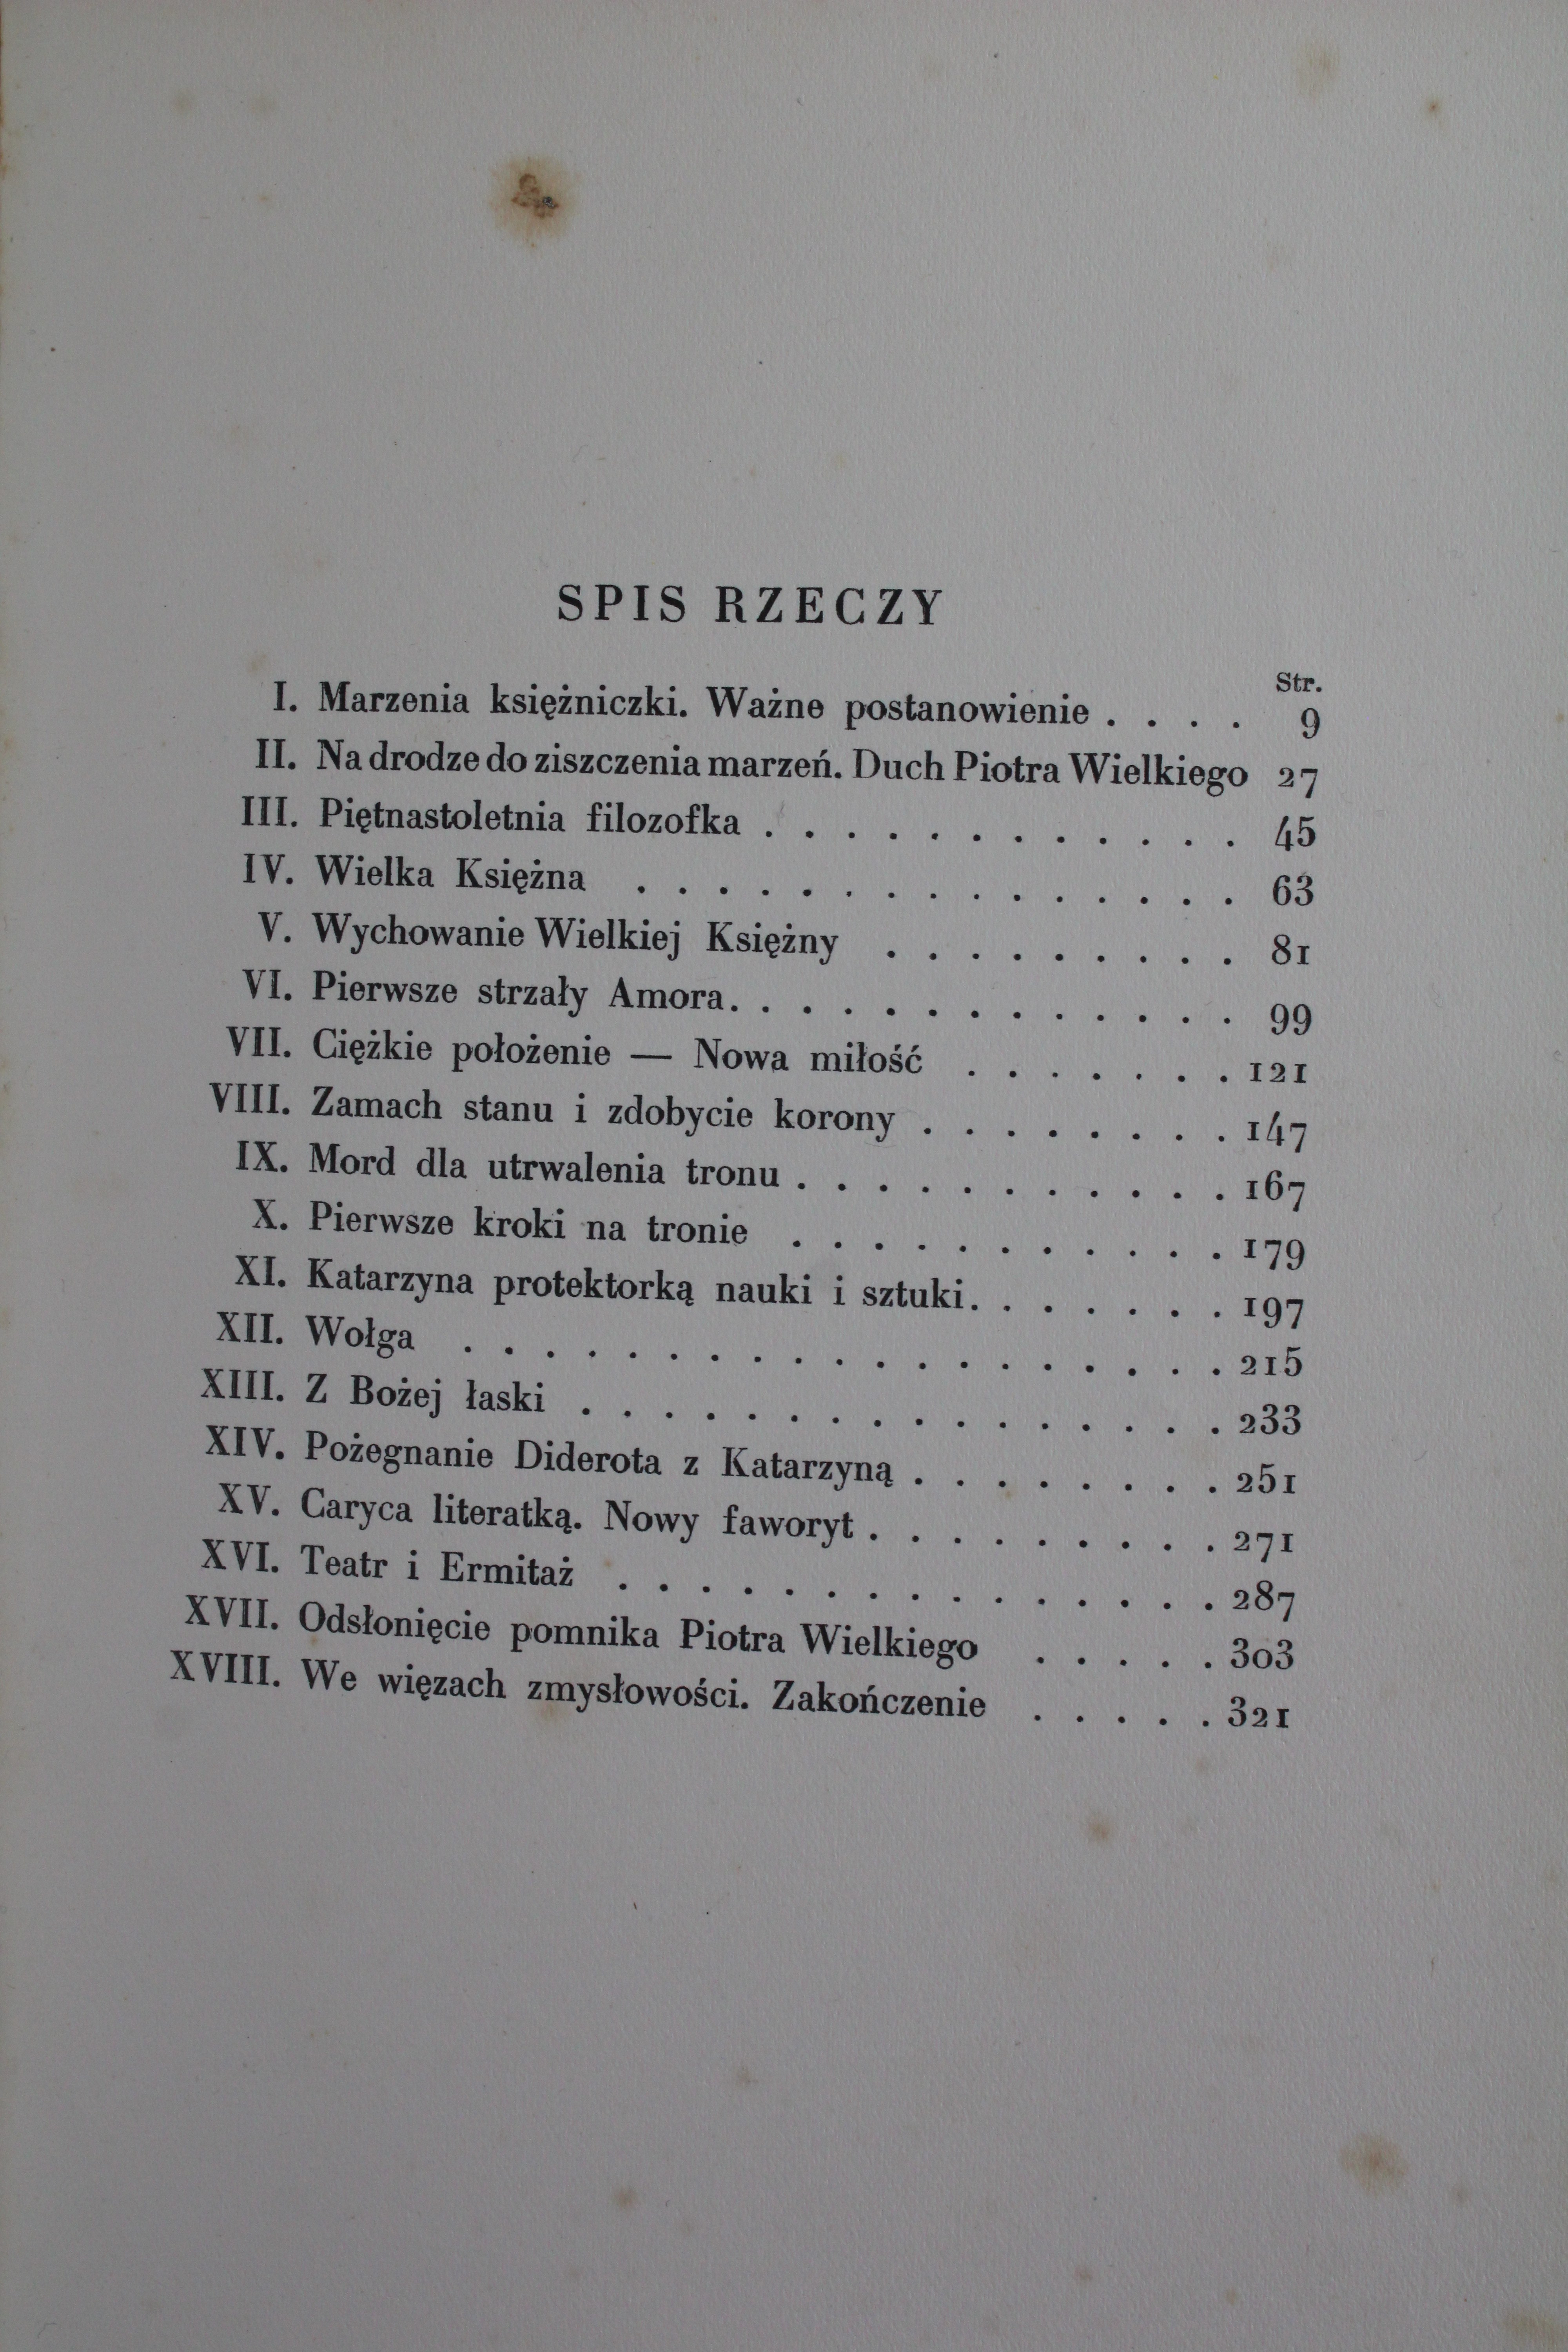 SPIS RZECZY
Str.
I. Marzenia księżniczki. Ważne postanowienie . . . . 9
II. Na drodze do ziszczenia marzeń. Duch Piotra Wielkiego 27
III. Piętnastoletnia filozofka . . . . . . . . . . . . 45
IV. Wielka Księżna . . . . . . . . . . . . . . . 63
V. Wychowanie Wielkiej Księżny . . . . . . . . . 81
VI. Pierwsze strzały Amora. . . . . . . . . . . . . 99
VII. Ciężkie położenie — Nowa miłość . . . . . . . 121
VIII. Zamach stanu i zdobycie korony . . . . . . . . 147
IX. Mord dla utrwalenia tronu . . . . . . . . . . . 167
X. Pierwsze kroki na tronie . . . . . . . . . . . 179
XI. Katarzyna protektorką nauki i sztuki. . . . . . . 197
XII. Wołga . . . . . . . . . . . . . . . . . . . 215
XIII. Z Bożej łaski . . . . . . . . . . . . . . . . 233
XIV. Pożegnanie Diderota z Katarzyną . . . . . . . . 251
XV. Caryca literatką. Nowy faworyt . . . . . . . . . 271
XVI. Teatr i Ermitaż . . . . . . . . . . . . . . . 287
XVII. Odsłonięcie pomnika Piotra Wielkiego . . . . . 303
XVIII. We więzach zmysłowości. Zakończenie . . . . . 321